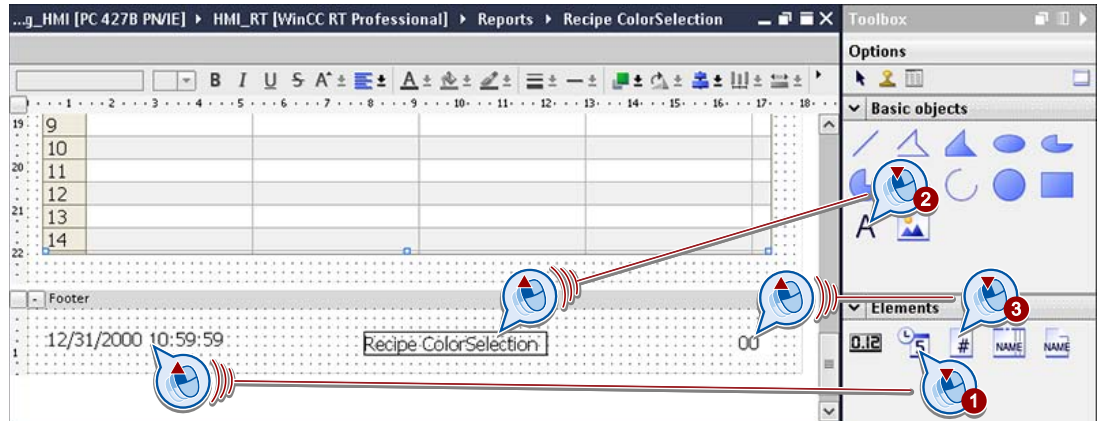 ...g_HMI [PC 427B PN/IE] ▸ HMI_RT [WinCC RT Professional] ▸ Reports ▸ Recipe ColorSelection
Toolbox
Options
B I U S A A
1 2 3 4 5 6 7 8 9 10 11 12 13 14 15 16 17 18
Basic objects
19
9
10
20
11
12
21
13
14
22
A
2
Footer
Elements
3
12/31/2000 10:59:59
Recipe ColorSelection
00
1
0.12
5
#
NAME
NAME
1